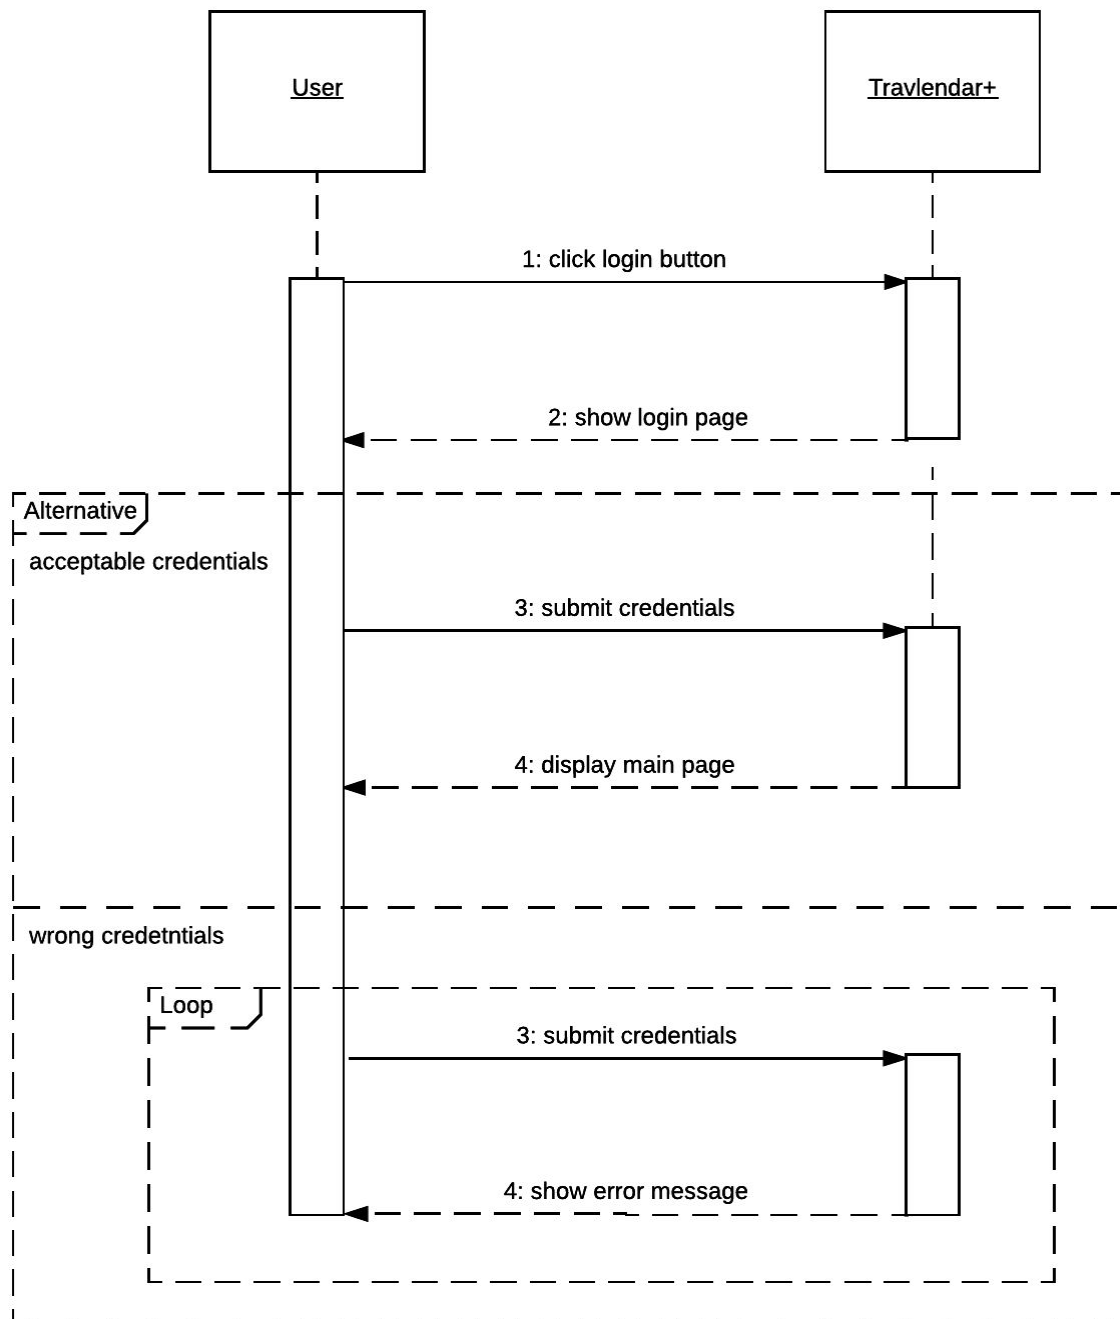 User
Travlendar+
1: click login button
2: show login page
Alternative
acceptable credentials
3: submit credentials
4: display main page
wrong credetntials
Loop
3: submit credentials
4: show error message